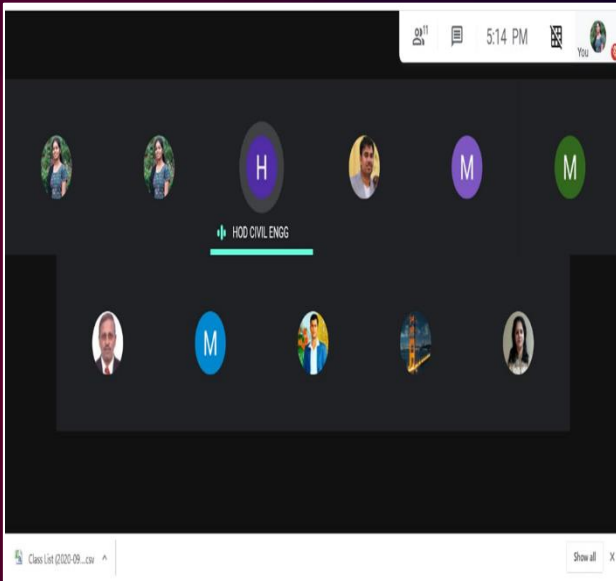 11 5:14 PM You
H M M
HOD CIVIL ENGG
M
Class List (2020-09....csv Show all X